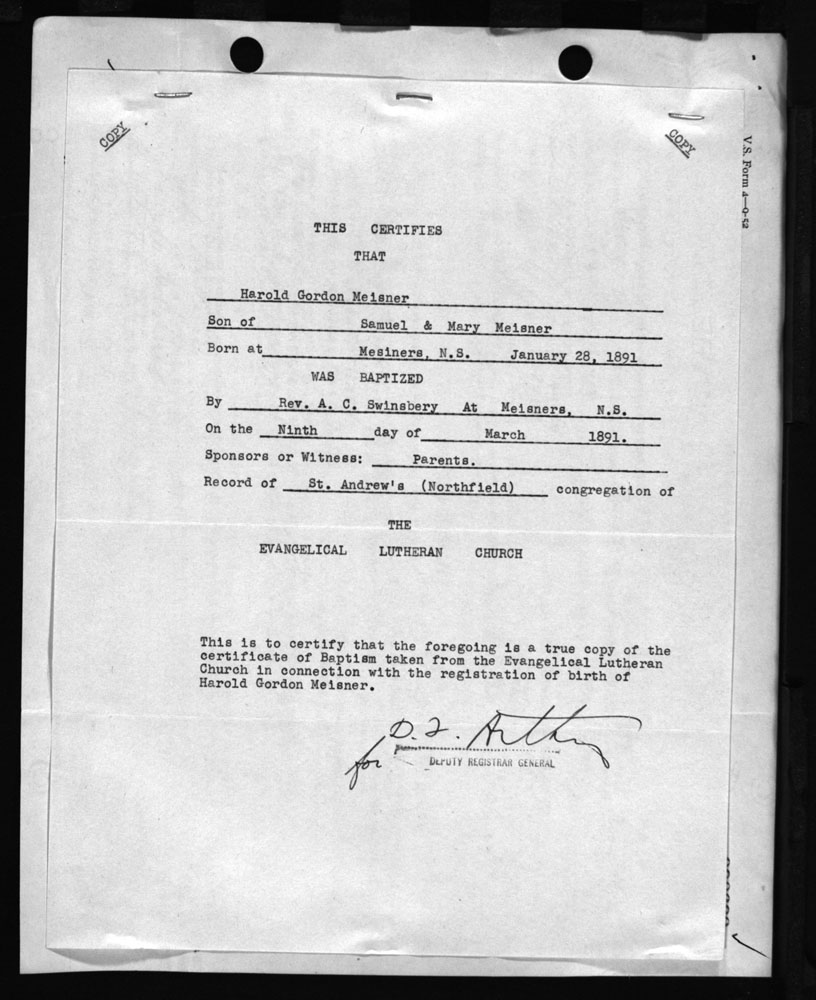 COPY
COPY
V.S. Form 4—9-52
THIS CERTIFIES
THAT
Harold Gordon Meisner
Son of Samuel & Mary Meisner
Born at Mesiners, N.S. January 28, 1891
WAS BAPTIZED
By Rev. A. C. Swinsbery At Meisners, N.S.
On the Ninth day of March 1891.
Sponsors or Witness: Parents.
Record of St. Andrew's (Northfield) congregation of
THE
EVANGELICAL LUTHERAN CHURCH
This is to certify that the foregoing is a true copy of the
certificate of Baptism taken from the Evangelical Lutheran
Church in connection with the registration of birth of
Harold Gordon Meisner.
for
DEPUTY REGISTRAR GENERAL